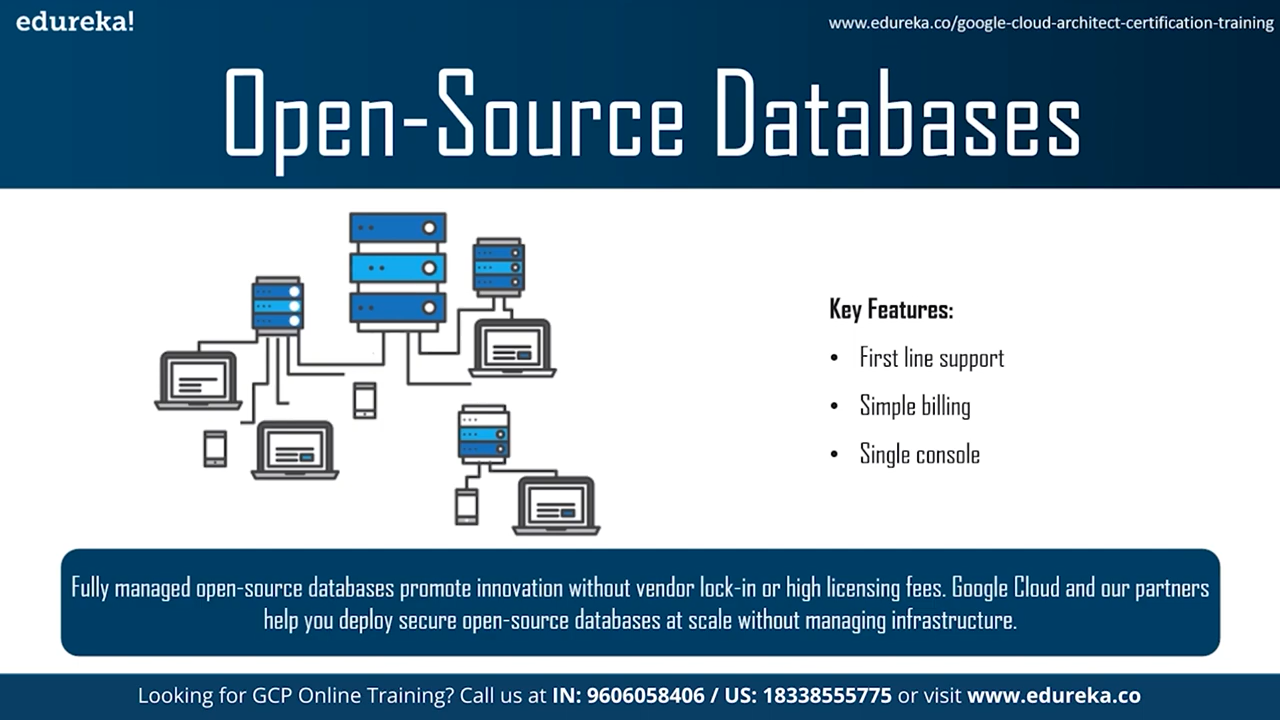 edureka!
www.edureka.co/google-cloud-architect-certification-training
Open-Source Databases
Key Features:
• First line support
• Simple billing
• Single console
Fully managed open-source databases promote innovation without vendor lock-in or high licensing fees. Google Cloud and our partners
help you deploy secure open-source databases at scale without managing infrastructure.
Looking for GCP Online Training? Call us at IN: 9606058406 / US: 18338555775 or visit www.edureka.co